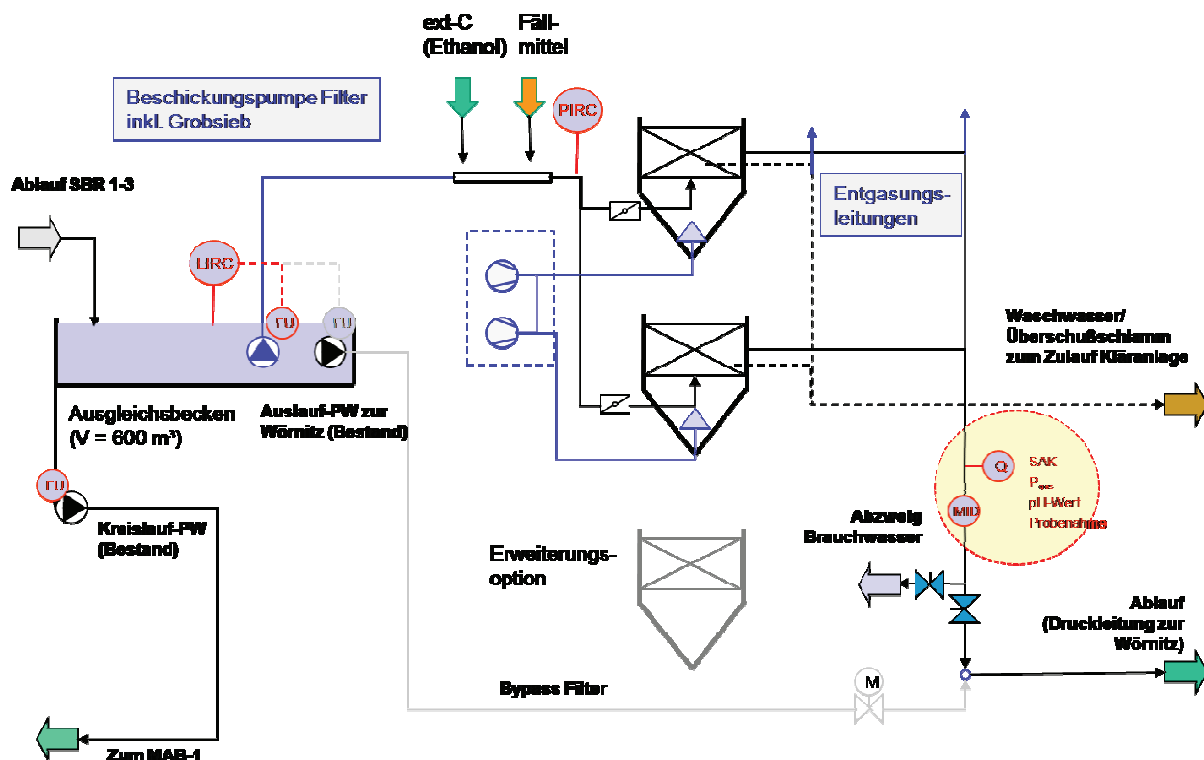 ext-C
(Ethanol)
Fäll-
mittel
Beschickungspumpe Filter
inkl. Grobsieb
PIRC
Ablauf SBR 1-3
Entgasungs-
leitungen
LIRC
FU
FU
Waschwasser/
Überschußschlamm
zum Zulauf Kläranlage
Ausgleichsbecken
(V = 600 m³)
Auslauf-PW zur
Wörnitz (Bestand)
Q
SAK
pH-Wert
Probenahme
MID
FU
Kreislauf-PW
(Bestand)
Abzweig
Brauchwasser
Erweiterungs-
option
Ablauf
(Druckleitung zur
Wörnitz)
Bypass Filter
M
Zum MAB-1